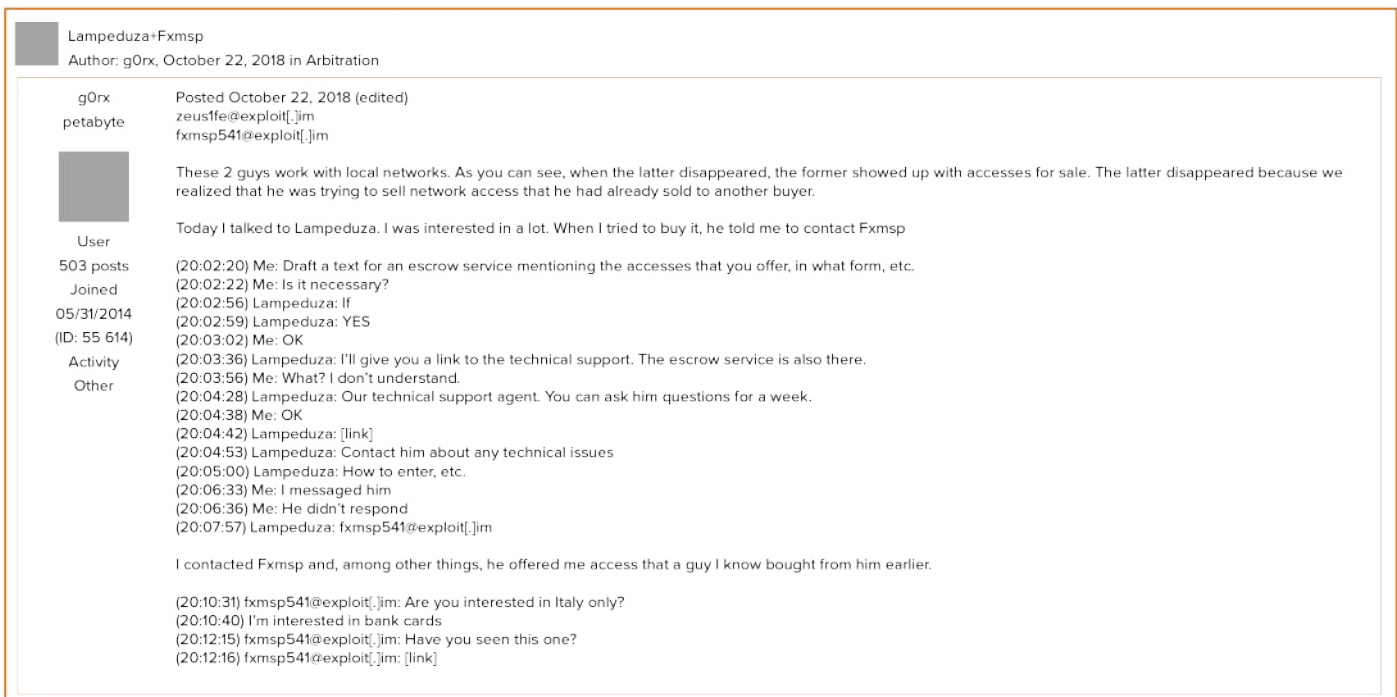 Lampeduza+Fxmsp
Author: g0rx, October 22, 2018 in Arbitration
g0rx
petabyte
User
503 posts
Joined
05/31/2014
(ID: 55 614)
Activity
Other
Posted October 22, 2018 (edited)
zeus1fe@exploit[.]im
fxmsp541@exploit[.]im
These 2 guys work with local networks. As you can see, when the latter disappeared, the former showed up with accesses for sale. The latter disappeared because we
realized that he was trying to sell network access that he had already sold to another buyer.
Today I talked to Lampeduza. I was interested in a lot. When I tried to buy it, he told me to contact Fxmsp
(20:02:20) Me: Draft a text for an escrow service mentioning the accesses that you offer, in what form, etc.
(20:02:22) Me: Is it necessary?
(20:02:56) Lampeduza: If
(20:02:59) Lampeduza: YES
(20:03:02) Me: OK
(20:03:36) Lampeduza: I'll give you a link to the technical support. The escrow service is also there.
(20:03:56) Me: What? I don't understand.
(20:04:28) Lampeduza: Our technical support agent. You can ask him questions for a week.
(20:04:38) Me: OK
(20:04:42) Lampeduza: [link]
(20:04:53) Lampeduza: Contact him about any technical issues
(20:05:00) Lampeduza: How to enter, etc.
(20:06:33) Me: I messaged him
(20:06:36) Me: He didn't respond
(20:07:57) Lampeduza: fxmsp541@exploit[.]im
I contacted Fxmsp and, among other things, he offered me access that a guy I know bought from him earlier.
(20:10:31) fxmsp541@exploit[.]im: Are you interested in Italy only?
(20:10:40) I'm interested in bank cards
(20:12:15) fxmsp541@exploit[.]im: Have you seen this one?
(20:12:16) fxmsp541@exploit[.]im: [link]